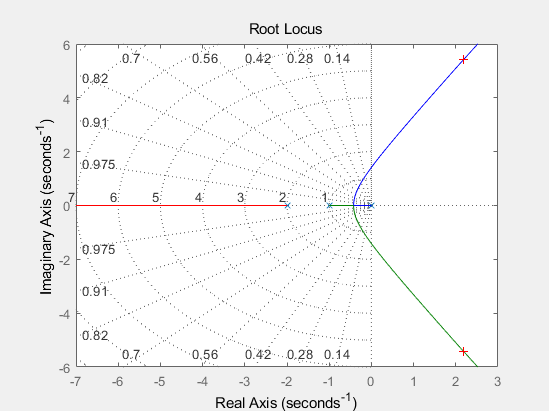 Root Locus
6
0.7 0.56 0.42 0.28 0.14
0.82
4
0.91
2
0.975
7 6 5 4 3 2 1
0
0.975
-2
0.91
-4
0.82
0.7 0.56 0.42 0.28 0.14
-6
-7 -6 -5 -4 -3 -2 -1 0 1 2 3
Real Axis (seconds⁻¹)
Imaginary Axis (seconds⁻¹)